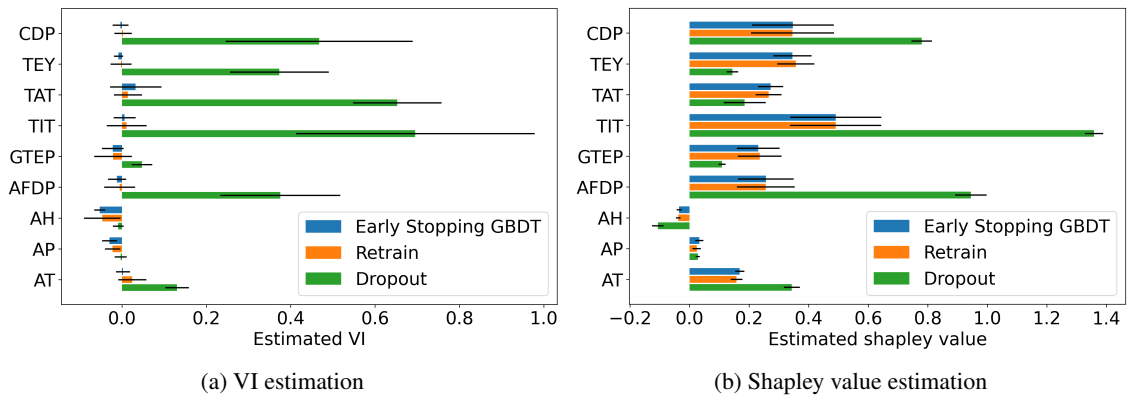 CDP
TEY
TAT
TIT
GTEP
AFDP
AH
AP
AT
Early Stopping GBDT
Retrain
Dropout
0.0 0.2 0.4 0.6 0.8 1.0
Estimated VI
(a) VI estimation
CDP
TEY
TAT
TIT
GTEP
AFDP
AH
AP
AT
Early Stopping GBDT
Retrain
Dropout
−0.2 0.0 0.2 0.4 0.6 0.8 1.0 1.2 1.4
Estimated shapley value
(b) Shapley value estimation